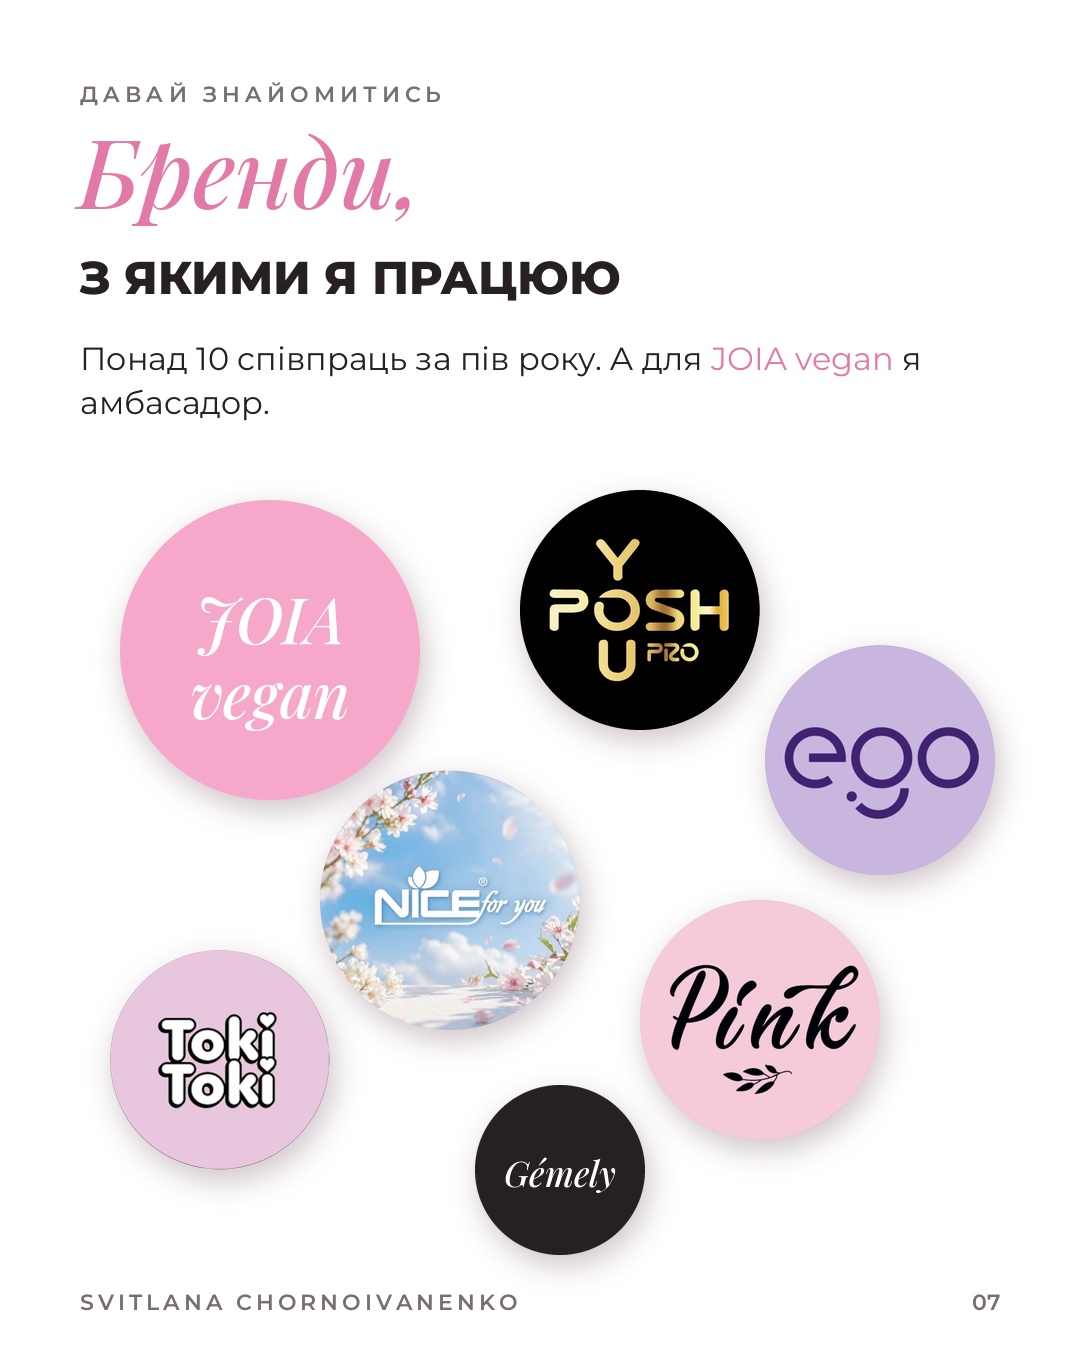 ДАВАЙ ЗНАЙОМИТИСЬ
Бренди,
З ЯКИМИ Я ПРАЦЮЮ
Понад 10 співпраць за пів року. А для JOIA vegan я
амбасадор.
JOIA
vegan
Y
POSH
U PRO
ego
NICE® for you
Pink
Toki
Toki
Gémely
SVITLANA CHORNOIVANENKO
07